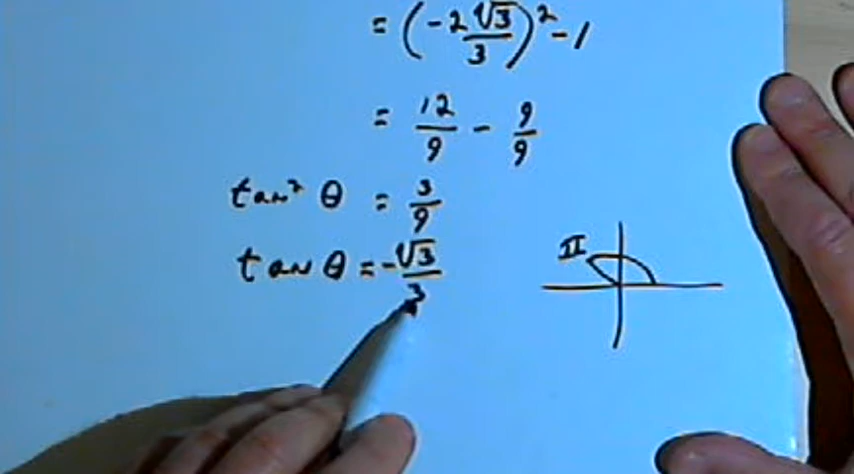 = (-2√3/3)² - 1
= 12/9 - 9/9
tan² θ = 3/9
II
tan θ = -√3/3